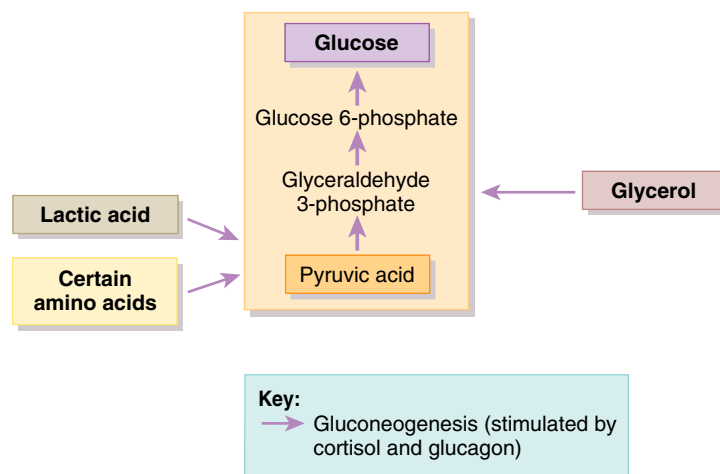 Glucose
Glucose 6-phosphate
Glyceraldehyde
3-phosphate
Glycerol
Lactic acid
Certain
amino acids
Pyruvic acid
Key:
Gluconeogenesis (stimulated by
cortisol and glucagon)